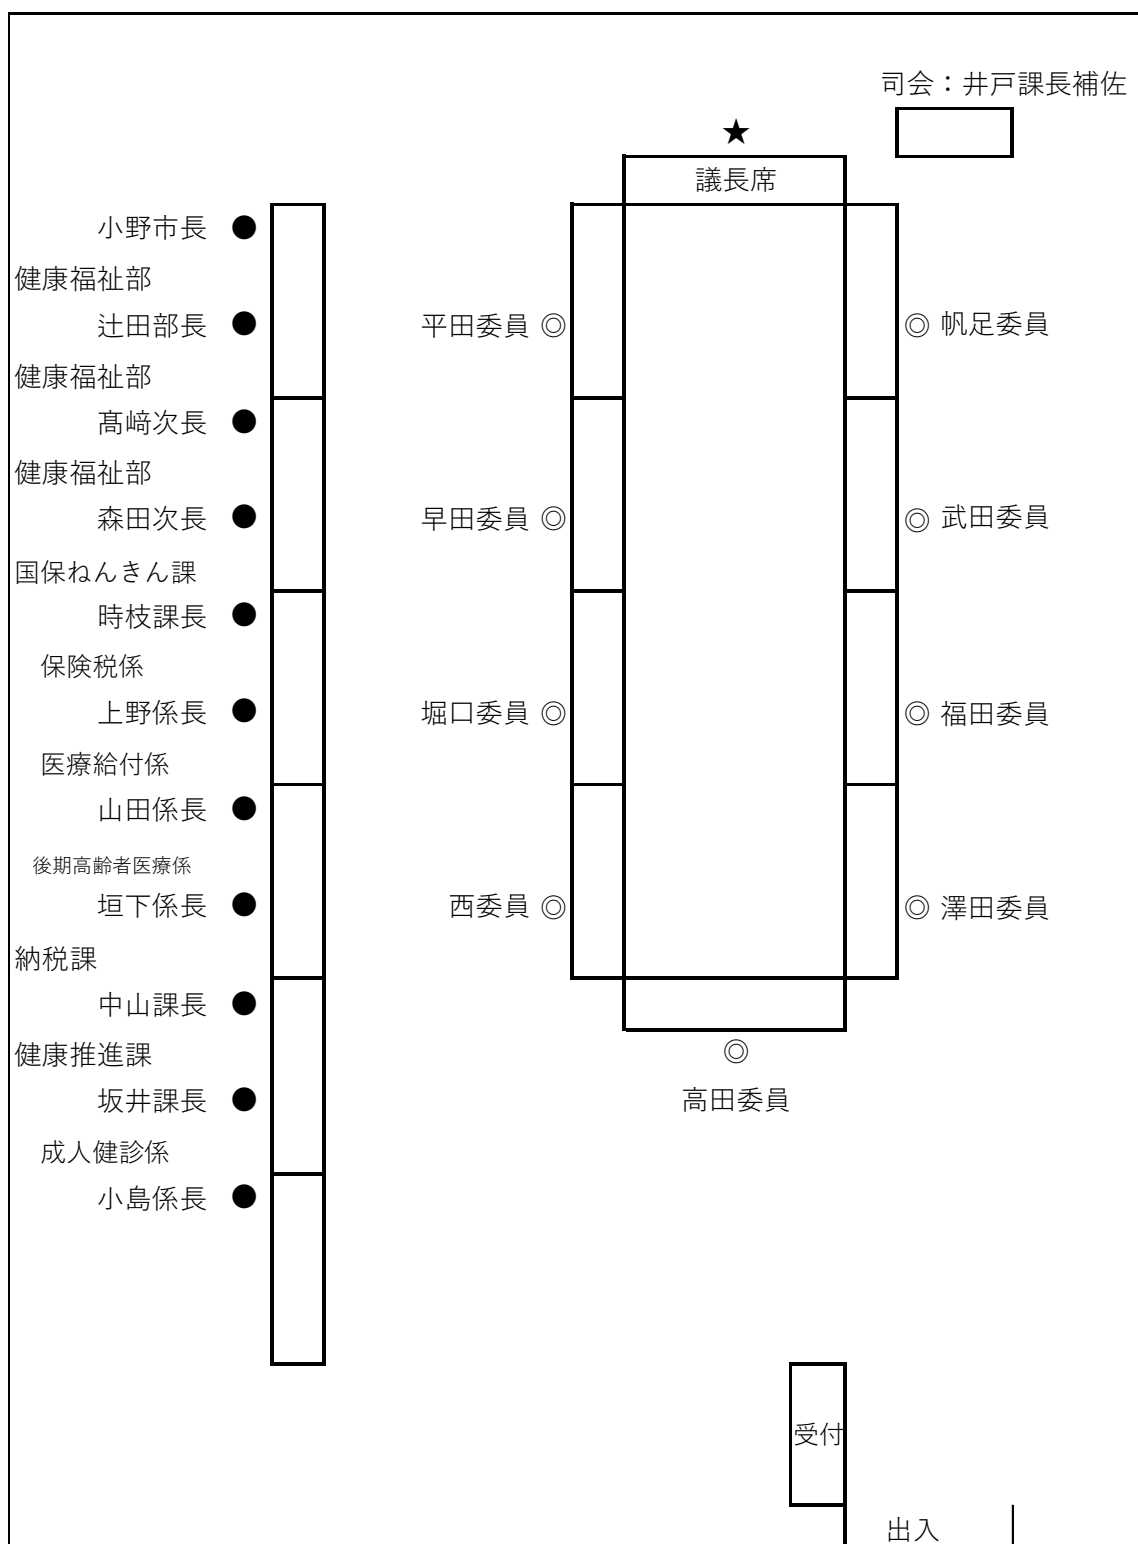 司会：井戸課長補佐
★
議長席
小野市長 ●
健康福祉部
辻田部長 ●
平田委員 ◎
◎ 帆足委員
健康福祉部
髙﨑次長 ●
健康福祉部
森田次長 ●
早田委員 ◎
◎ 武田委員
国保ねんきん課
時枝課長 ●
保険税係
上野係長 ●
堀口委員 ◎
◎ 福田委員
医療給付係
山田係長 ●
後期高齢者医療係
垣下係長 ●
西委員 ◎
◎ 澤田委員
納税課
中山課長 ●
健康推進課
◎
坂井課長 ●
高田委員
成人健診係
小島係長 ●
受付
出入